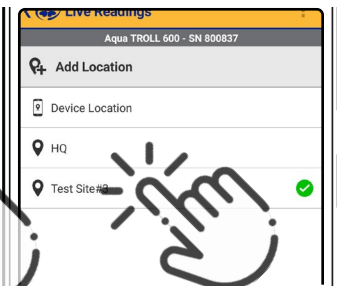 Live Readings
Aqua TROLL 600 - SN 800837
Add Location
Device Location
HQ
Test Site#3